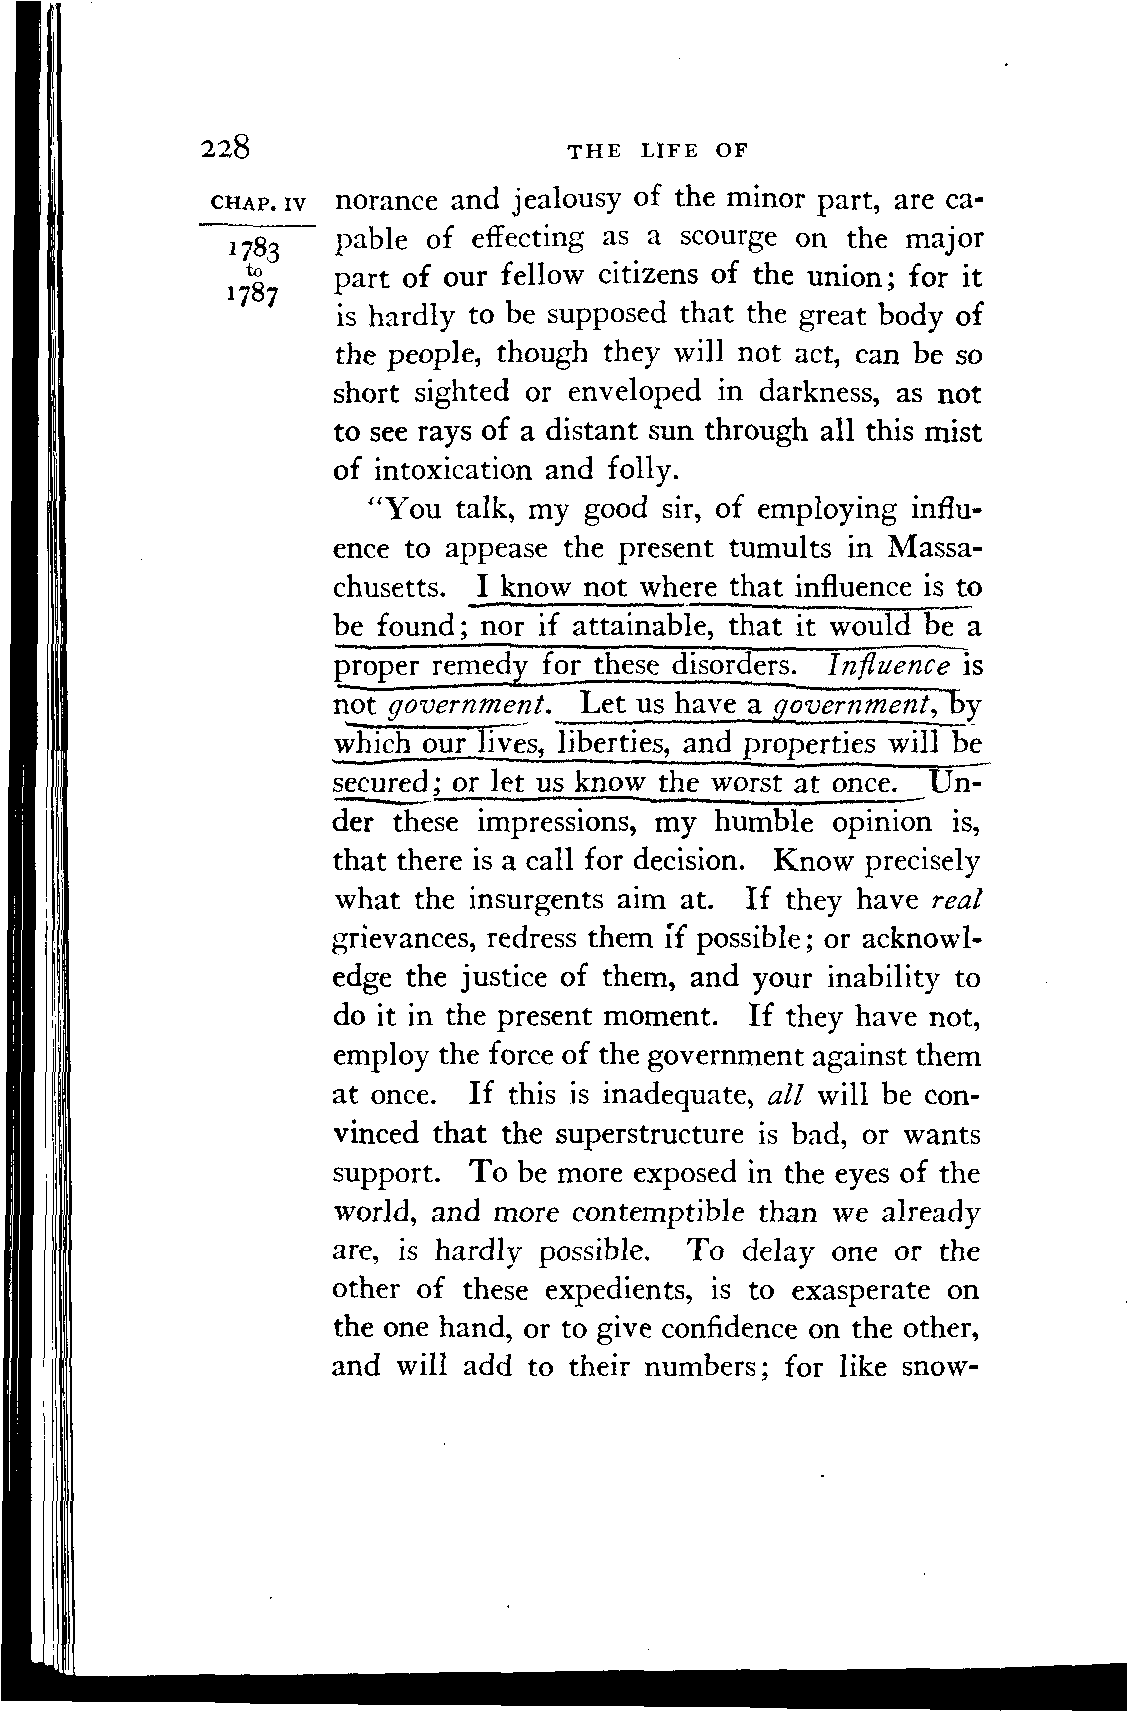 228 THE LIFE OF
CHAP. IV
1783
to
1787
norance and jealousy of the minor part, are ca-
pable of effecting as a scourge on the major
part of our fellow citizens of the union; for it
is hardly to be supposed that the great body of
the people, though they will not act, can be so
short sighted or enveloped in darkness, as not
to see rays of a distant sun through all this mist
of intoxication and folly.
“You talk, my good sir, of employing influ-
ence to appease the present tumults in Massa-
chusetts. I know not where that influence is to
be found; nor if attainable, that it would be a
proper remedy for these disorders. Influence is
not government. Let us have a government, by
which our lives, liberties, and properties will be
secured; or let us know the worst at once. Un-
der these impressions, my humble opinion is,
that there is a call for decision. Know precisely
what the insurgents aim at. If they have real
grievances, redress them if possible; or acknowl-
edge the justice of them, and your inability to
do it in the present moment. If they have not,
employ the force of the government against them
at once. If this is inadequate, all will be con-
vinced that the superstructure is bad, or wants
support. To be more exposed in the eyes of the
world, and more contemptible than we already
are, is hardly possible. To delay one or the
other of these expedients, is to exasperate on
the one hand, or to give confidence on the other,
and will add to their numbers; for like snow-